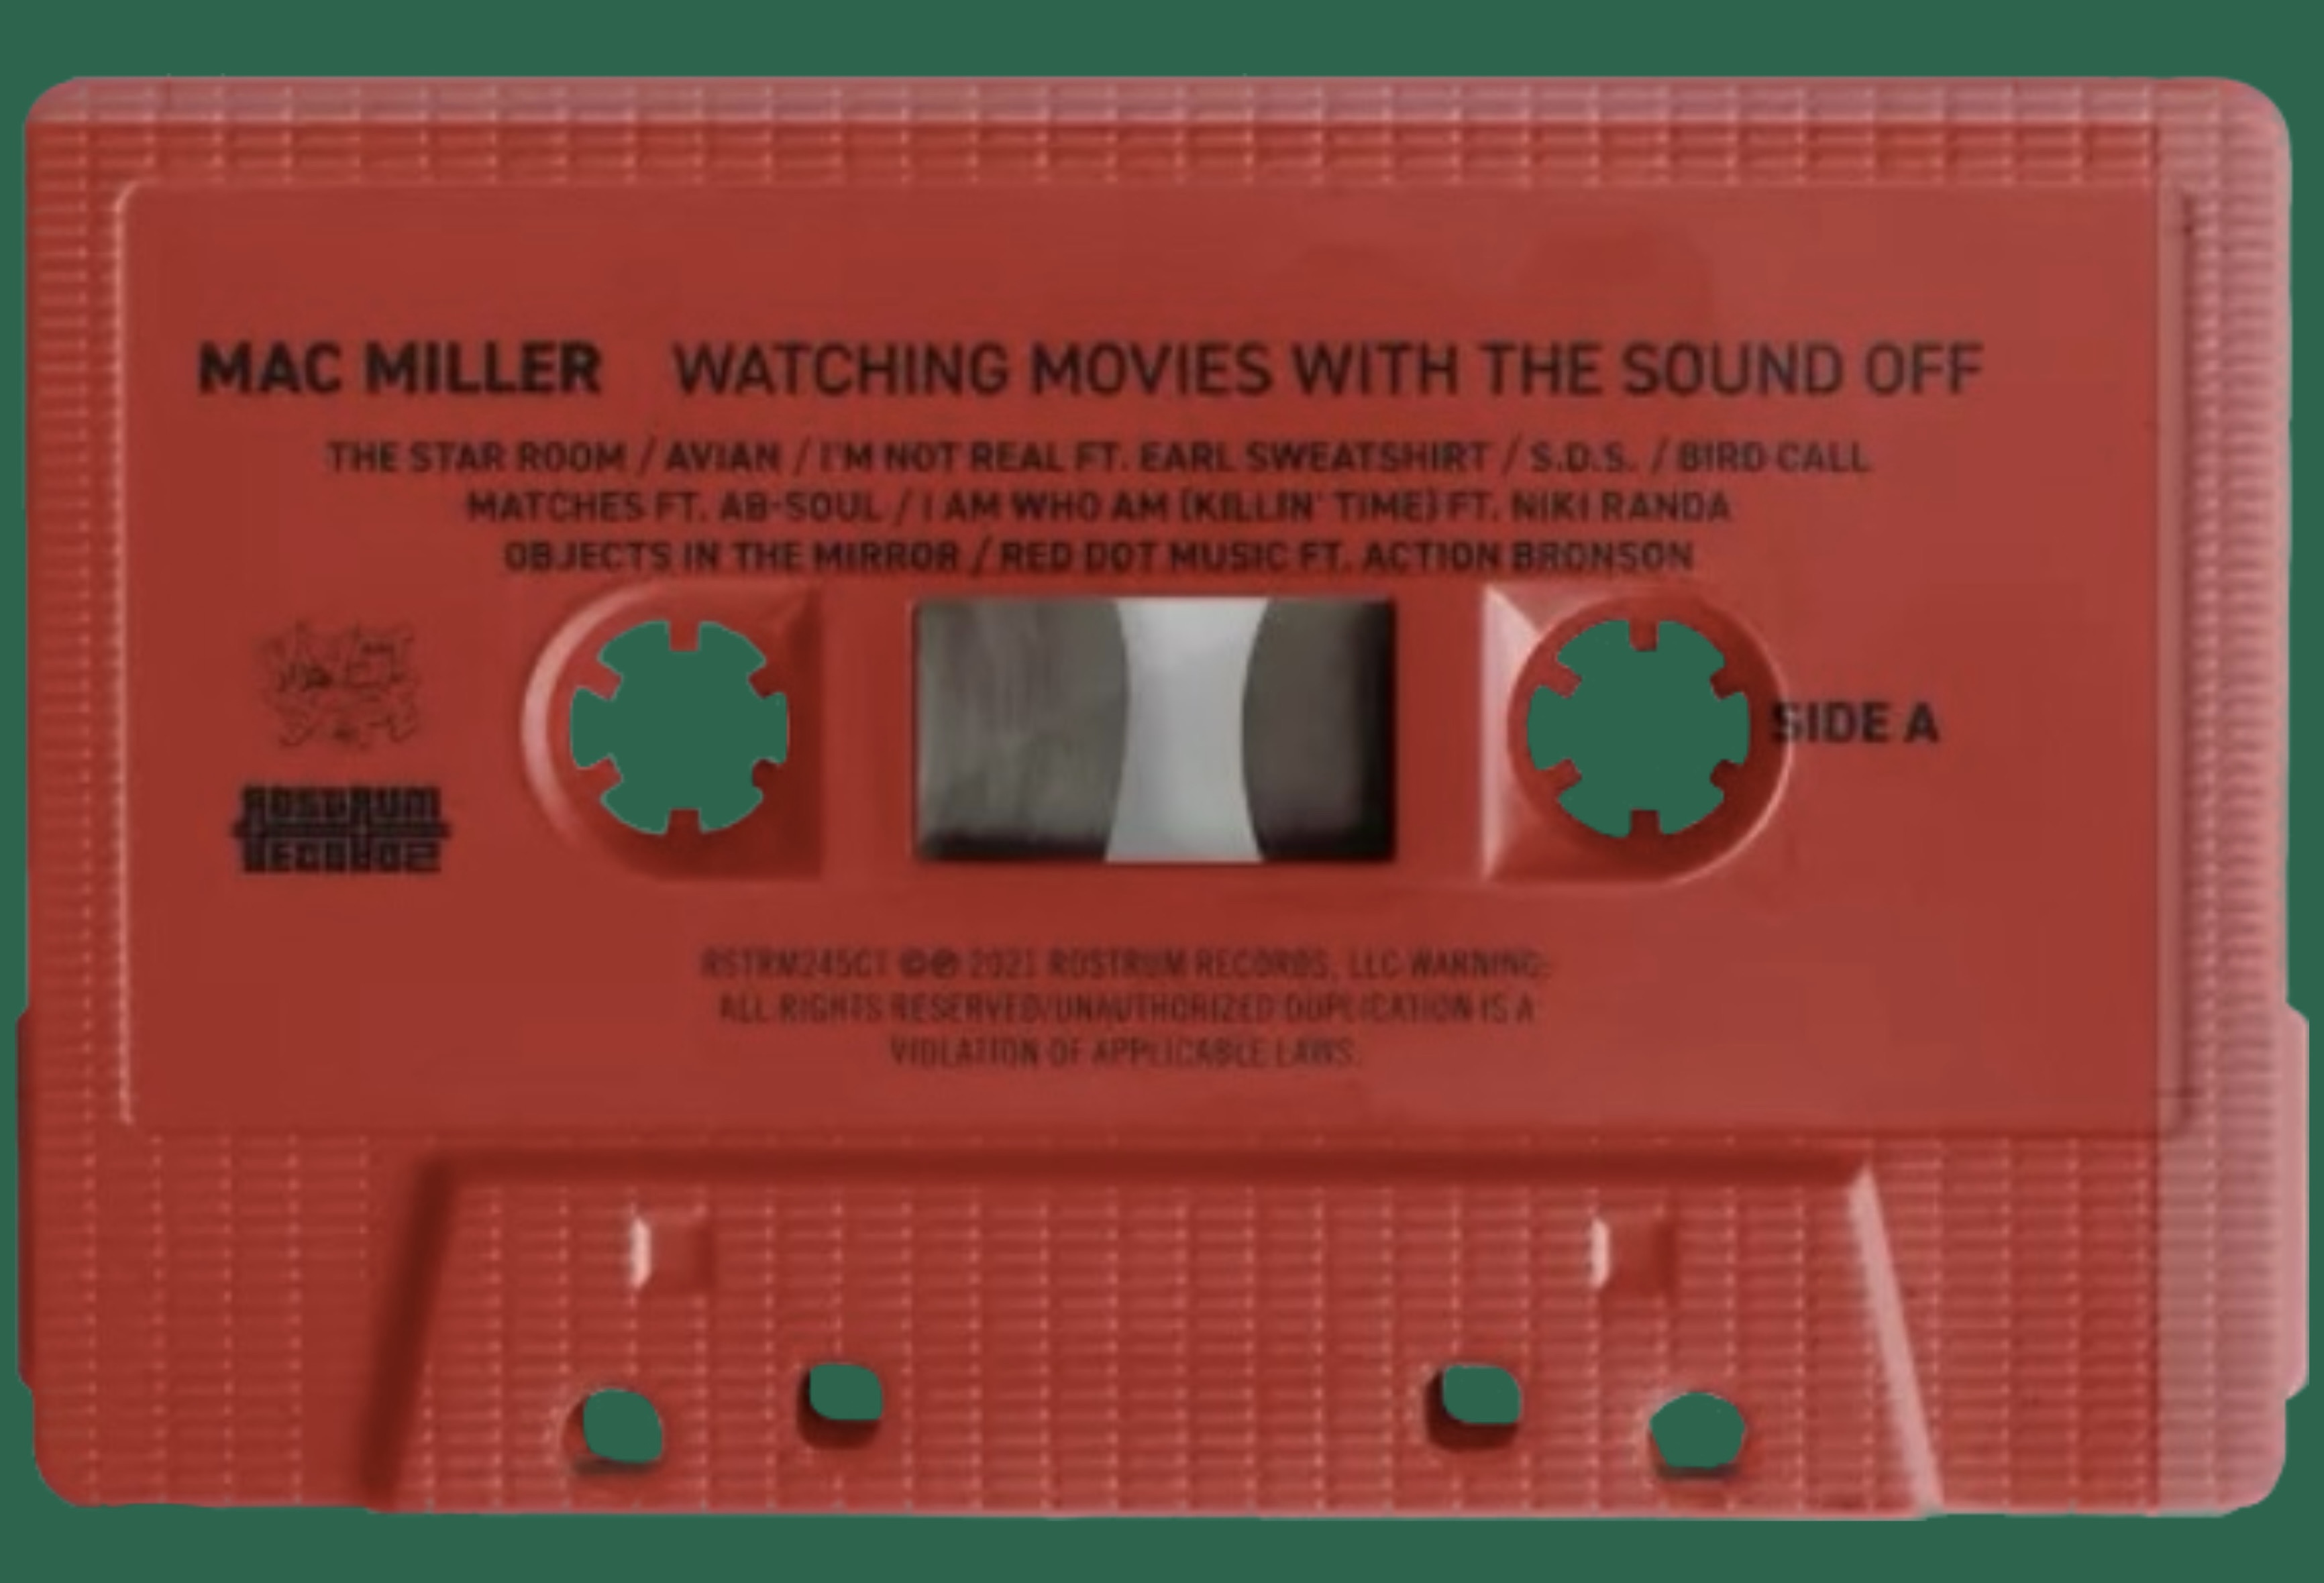 MAC MILLER WATCHING MOVIES WITH THE SOUND OFF
THE STAR ROOM / AVIAN / I'M NOT REAL FT. EARL SWEATSHIRT / S.D.S. / BIRD CALL
MATCHES FT. AB-SOUL / I AM WHO AM (KILLIN' TIME) FT. NIKI RANDA
OBJECTS IN THE MIRROR / RED DOT MUSIC FT. ACTION BRONSON
SIDE A
ROSTRUM
RECORDS
RSTRM245CT ©℗ 2021 ROSTRUM RECORDS, LLC WARNING:
ALL RIGHTS RESERVED/UNAUTHORIZED DUPLICATION IS A
VIOLATION OF APPLICABLE LAWS.